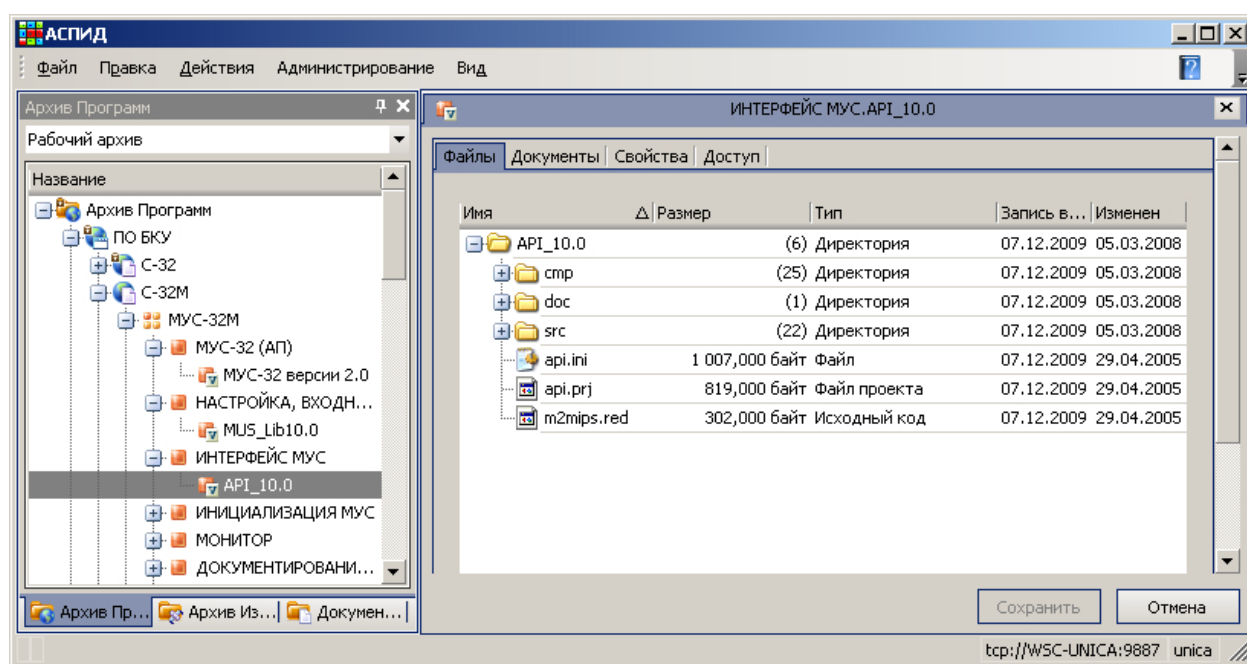 АСПИД
Файл Правка Действия Администрирование Вид
Архив Программ
Рабочий архив
Название
Архив Программ
ПО БКУ
С-32
С-32М
МУС-32М
МУС-32 (АП)
МУС-32 версии 2.0
НАСТРОЙКА, ВХОДН...
MUS_Lib10.0
ИНТЕРФЕЙС МУС
API_10.0
ИНИЦИАЛИЗАЦИЯ МУС
МОНИТОР
ДОКУМЕНТИРОВАНИ...
Архив Пр... Архив Из... Докумен...
ИНТЕРФЕЙС МУС.API_10.0
Файлы Документы Свойства Доступ
Имя Размер Тип Запись в... Изменен
API_10.0 (6) Директория 07.12.2009 05.03.2008
cmp (25) Директория 07.12.2009 05.03.2008
doc (1) Директория 07.12.2009 05.03.2008
src (22) Директория 07.12.2009 05.03.2008
api.ini 1 007,000 байт Файл 07.12.2009 29.04.2005
api.prj 819,000 байт Файл проекта 07.12.2009 29.04.2005
m2mips.red 302,000 байт Исходный код 07.12.2009 29.04.2005
Сохранить Отмена
tcp://WSC-UNICA:9887 unica